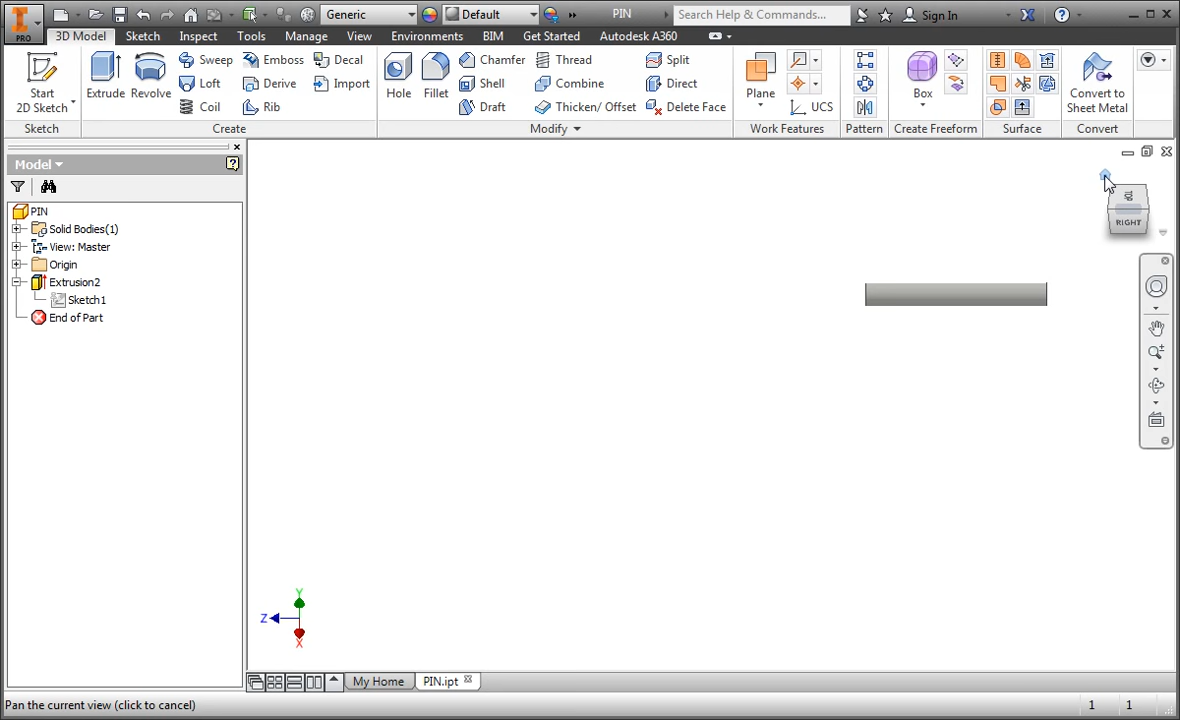 Generic
Default
PIN
Search Help & Commands...
Sign In
PRO
3D Model
Sketch
Inspect
Tools
Manage
View
Environments
BIM
Get Started
Autodesk A360
Start
2D Sketch
Extrude
Revolve
Sweep
Emboss
Decal
Loft
Derive
Import
Coil
Rib
Hole
Fillet
Chamfer
Thread
Split
Shell
Combine
Direct
Draft
Thicken/ Offset
Delete Face
Plane
UCS
Box
Convert to
Sheet Metal
Sketch
Create
Modify
Work Features
Pattern
Create Freeform
Surface
Convert
Model
PIN
Solid Bodies(1)
View: Master
Origin
Extrusion2
Sketch1
End of Part
TOP
RIGHT
Y
Z
X
My Home
PIN.ipt
Pan the current view (click to cancel)
1
1